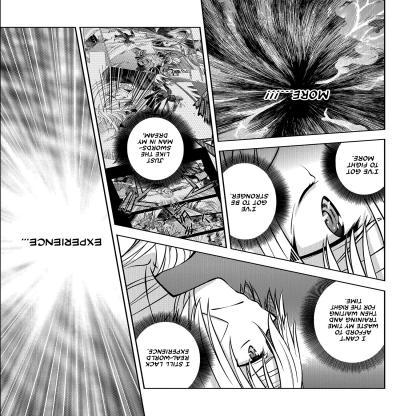 I STILL LACK
REAL-WORLD
EXPERIENCE.
I CAN'T
AFFORD TO
WASTE MY TIME
TRAINING AND
THEN WAITING
FOR THE RIGHT
TIME.
I'VE GOT
TO FIGHT
MORE
I'VE GOT
TO BE
STRONGER.
JUST
LIKE THE
SWORDS-
MAN IN MY
DREAM.
MORE....!!!
EXPERIENCE...